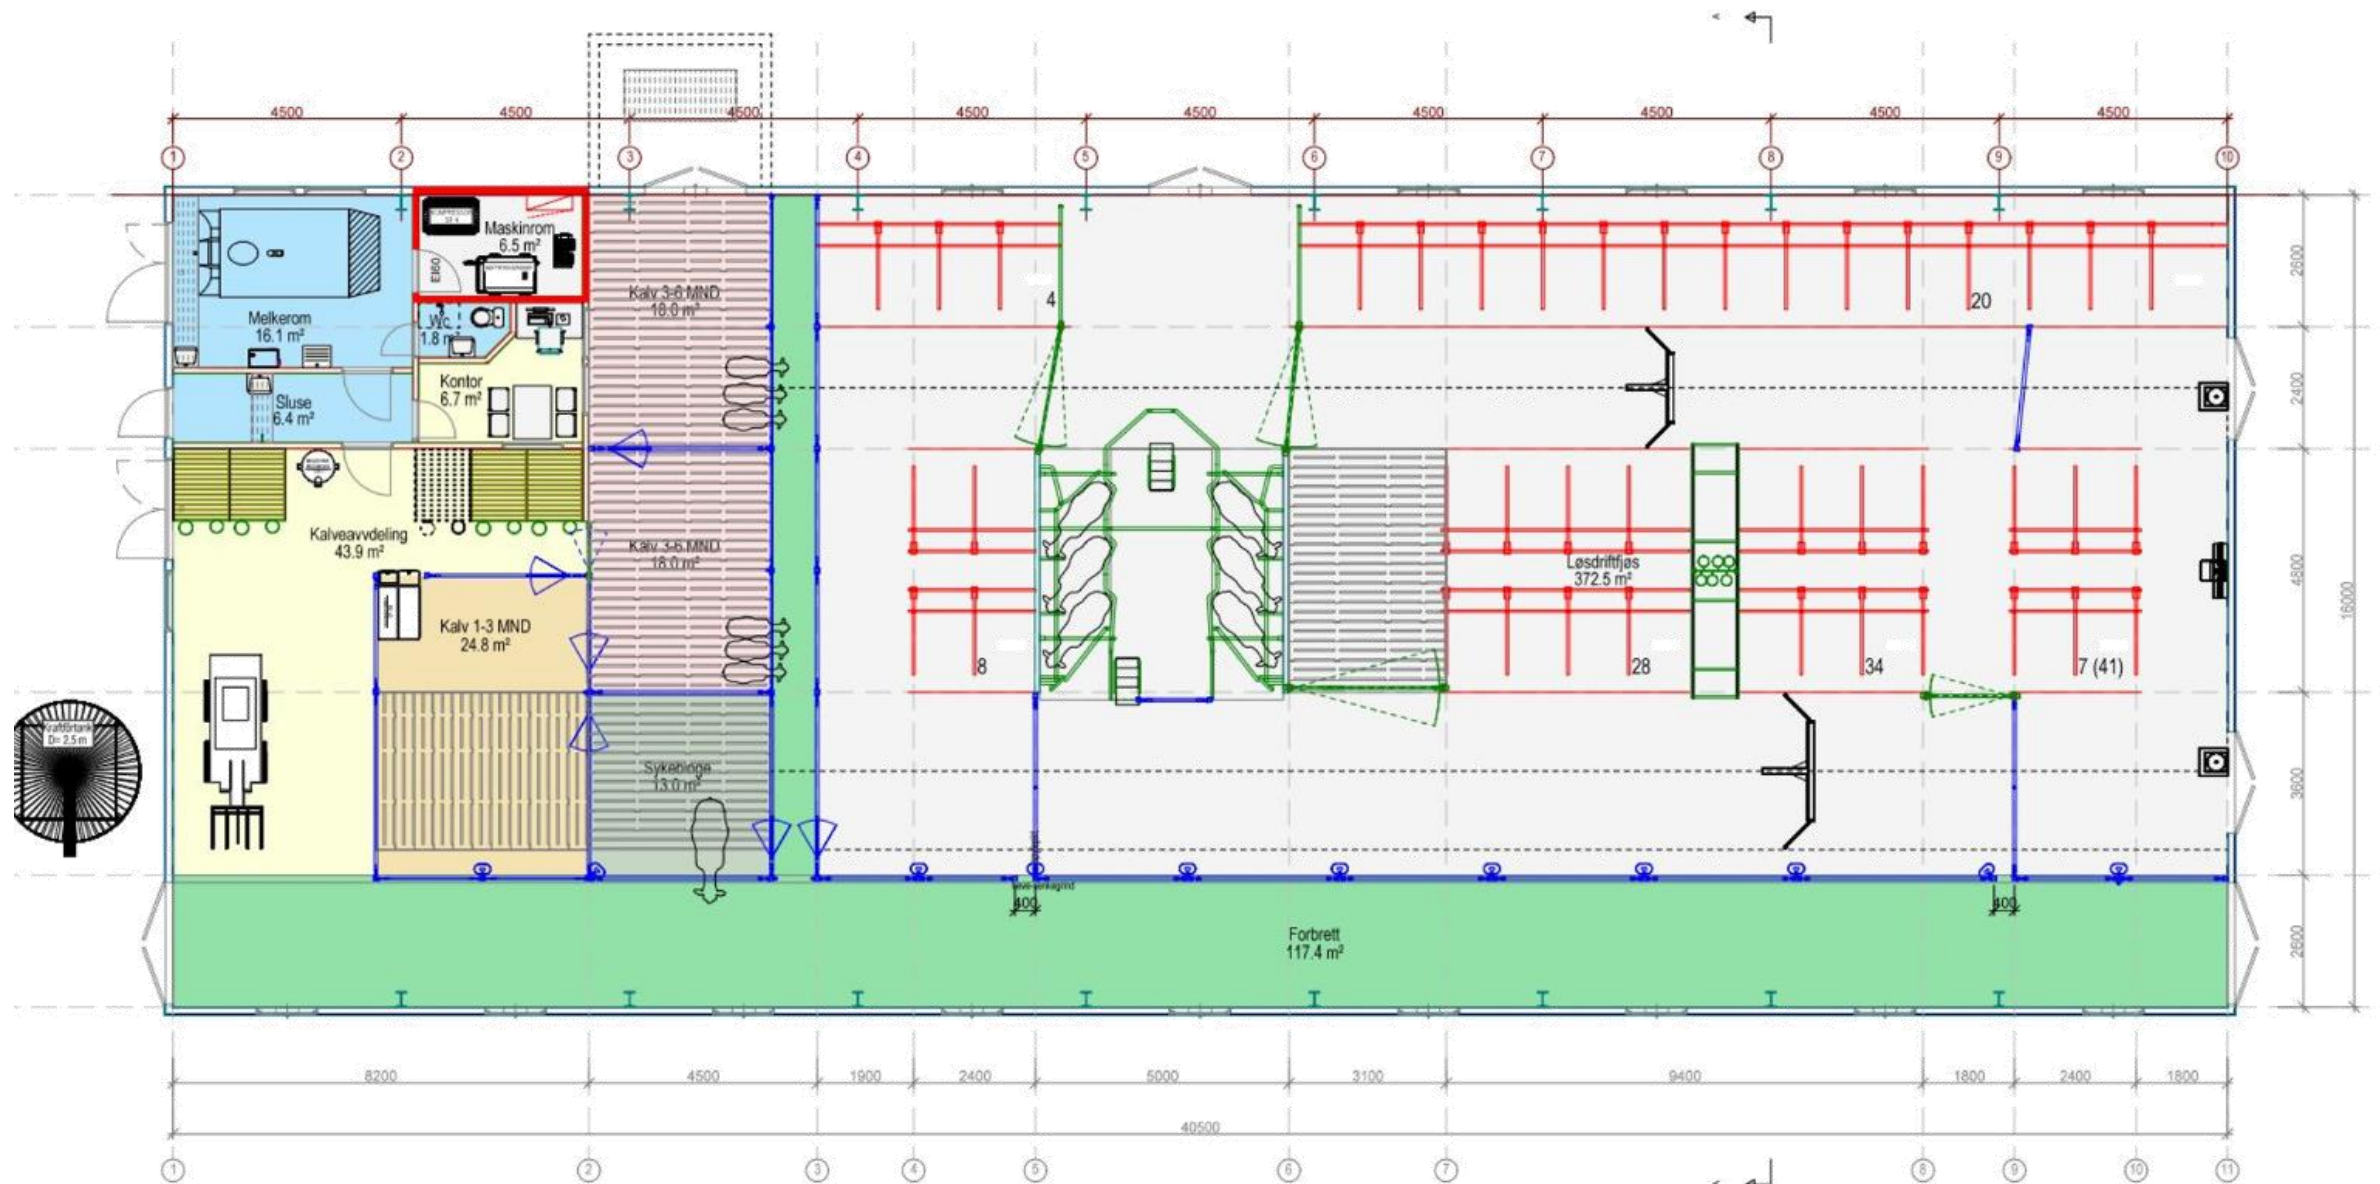 A
4500 4500 4500 4500 4500 4500 4500 4500 4500
1 2 3 4 5 6 7 8 9 10
Maskinrom
6.5 m²
EI60
2600
Kalv 3-6 MND
18.0 m²
4
20
Melkerom
16.1 m²
Wc
1.8 m²
Kontor
6.7 m²
Sluse
6.4 m²
2400
Kalveavvdeling
43.9 m²
Kalv 3-6 MND
18.0 m²
Løsdriftfjøs
372.5 m²
4800
16000
Kalv 1-3 MND
24.8 m²
8
28
34
7 (41)
Kraftfôrtank
D= 2,5 m
Sykebinge
13.0 m²
3600
400
400
Forbrett
117.4 m²
2600
8200 4500 1900 2400 5000 3100 9400 1800 2400 1800
40500
1 2 3 4 5 6 7 8 9 10 11